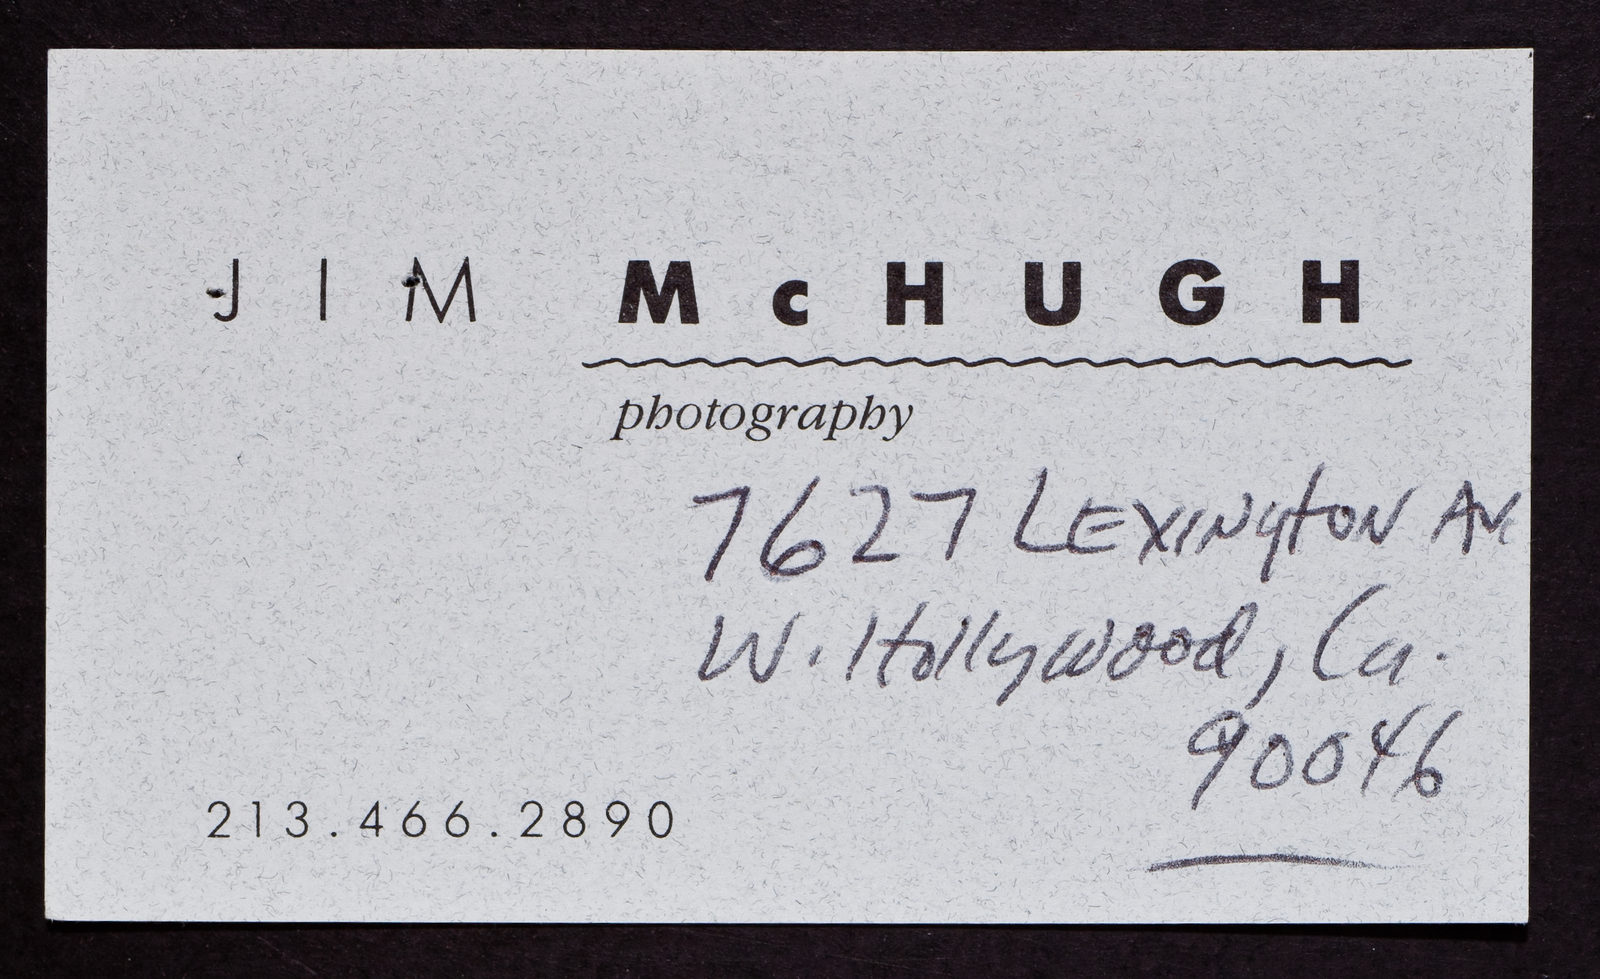 JIM McHUGH
photography
7627 Lexington Av.
W. Hollywood, Ca.
90046
213.466.2890